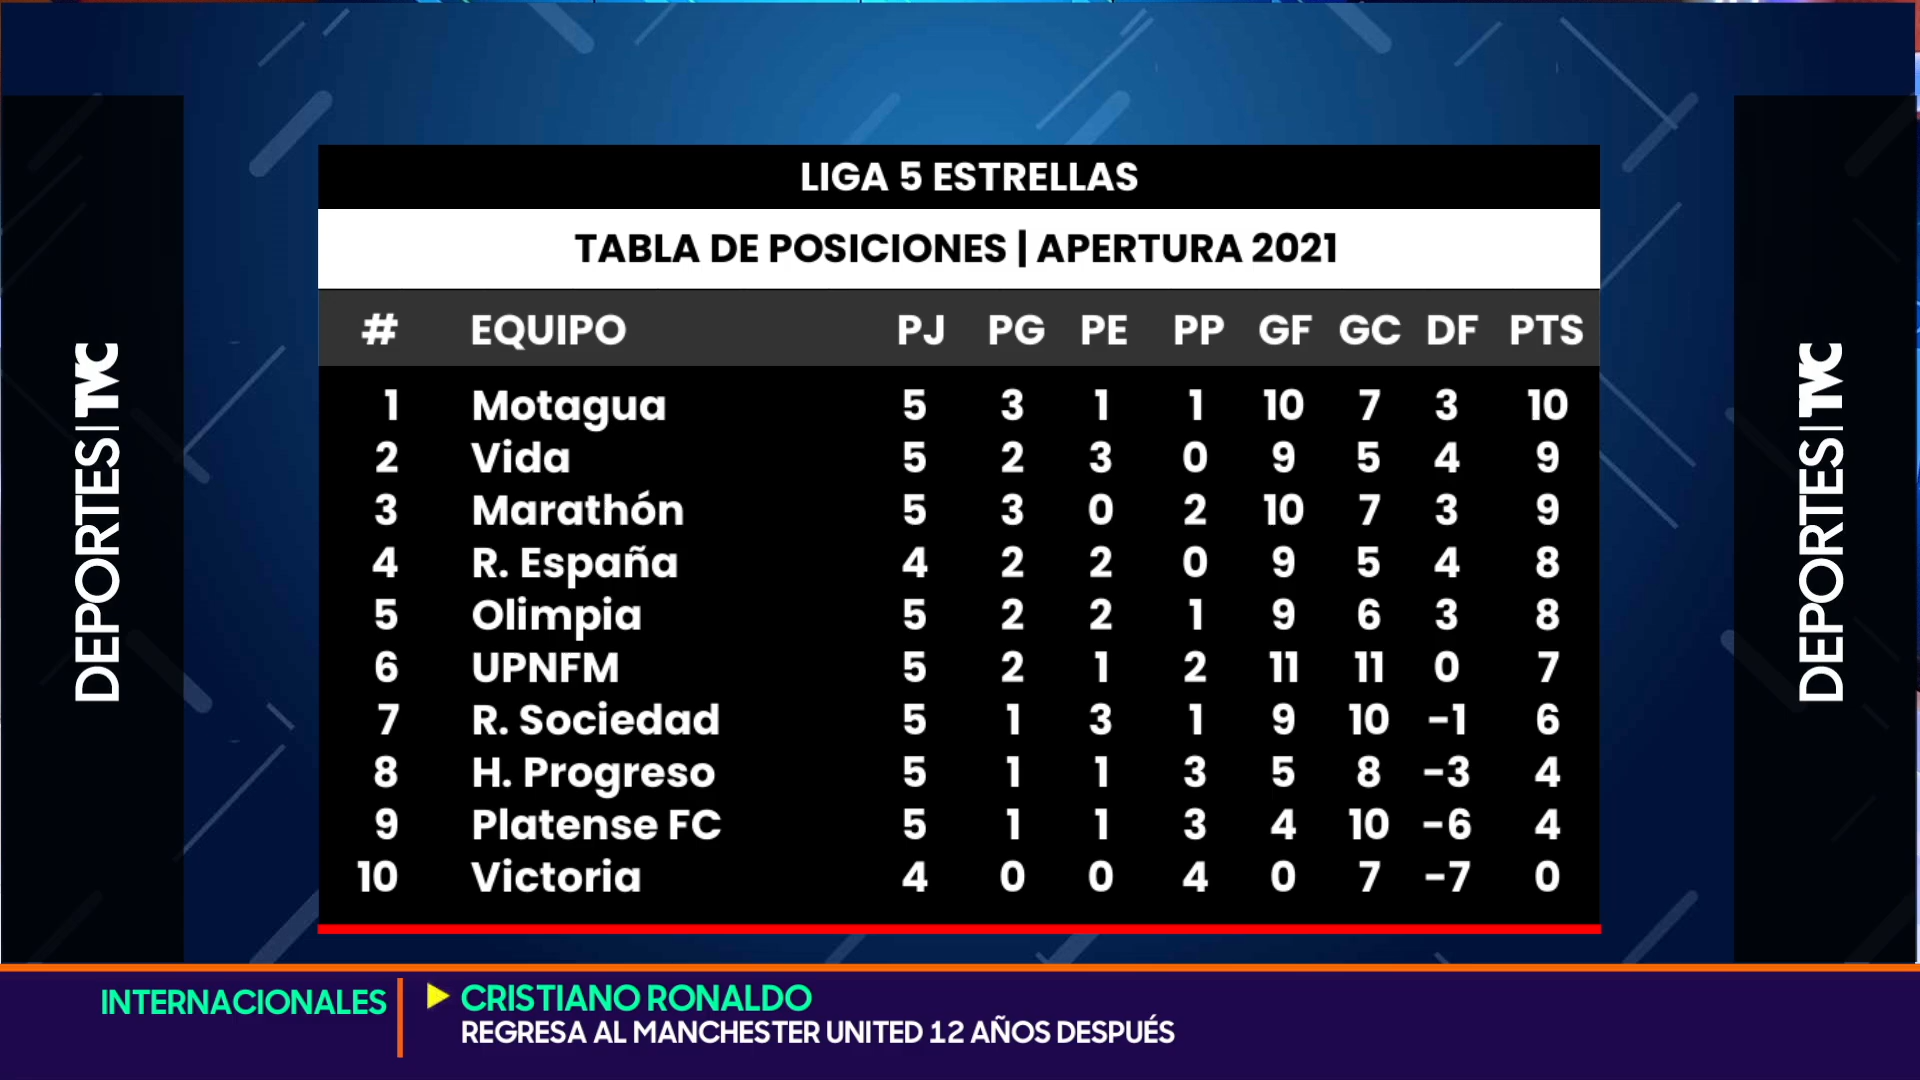 LIGA 5 ESTRELLAS
TABLA DE POSICIONES | APERTURA 2021
# EQUIPO PJ PG PE PP GF GC DF PTS
1 Motagua 5 3 1 1 10 7 3 10
2 Vida 5 2 3 0 9 5 4 9
3 Marathón 5 3 0 2 10 7 3 9
4 R. España 4 2 2 0 9 5 4 8
5 Olimpia 5 2 2 1 9 6 3 8
6 UPNFM 5 2 1 2 11 11 0 7
7 R. Sociedad 5 1 3 1 9 10 -1 6
8 H. Progreso 5 1 1 3 5 8 -3 4
9 Platense FC 5 1 1 3 4 10 -6 4
10 Victoria 4 0 0 4 0 7 -7 0
DEPORTES|TVC
DEPORTES|TVC
INTERNACIONALES
CRISTIANO RONALDO
REGRESA AL MANCHESTER UNITED 12 AÑOS DESPUÉS